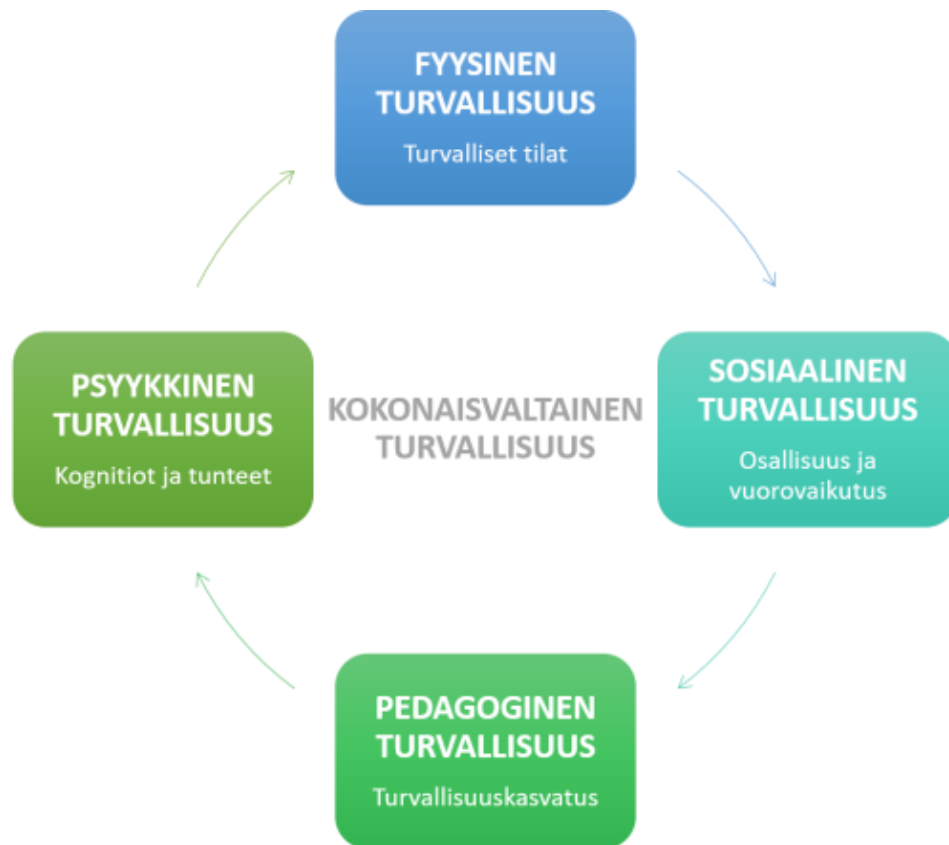 FYYSINEN
TURVALLISUUS
Turvalliset tilat
PSYYKKINEN
TURVALLISUUS
Kognitiot ja tunteet
KOKONAISVALTAINEN
TURVALLISUUS
SOSIAALINEN
TURVALLISUUS
Osallisuus ja
vuorovaikutus
PEDAGOGINEN
TURVALLISUUS
Turvallisuuskasvatus